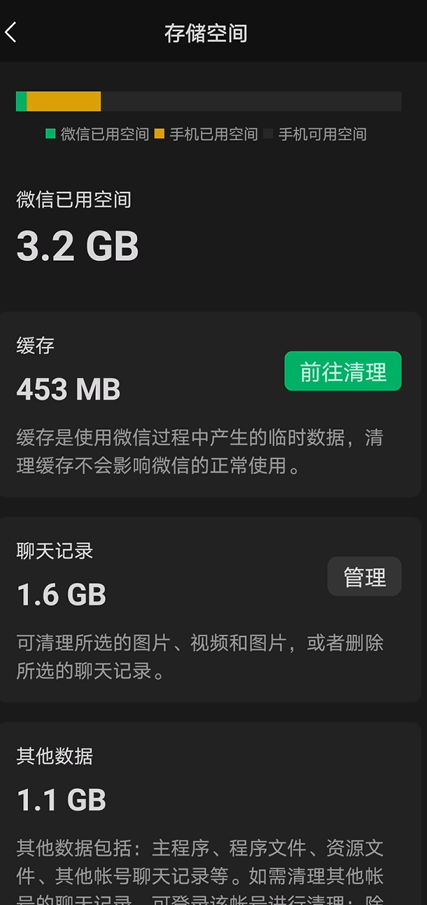 存储空间
微信已用空间 手机已用空间 手机可用空间
微信已用空间
3.2 GB
缓存
453 MB
前往清理
缓存是使用微信过程中产生的临时数据，清
理缓存不会影响微信的正常使用。
聊天记录
1.6 GB
管理
可清理所选的图片、视频和图片，或者删除
所选的聊天记录。
其他数据
1.1 GB
其他数据包括：主程序、程序文件、资源文
件、其他帐号聊天记录等。如需清理其他帐
号的聊天记录，可登录该帐号进行清理；除